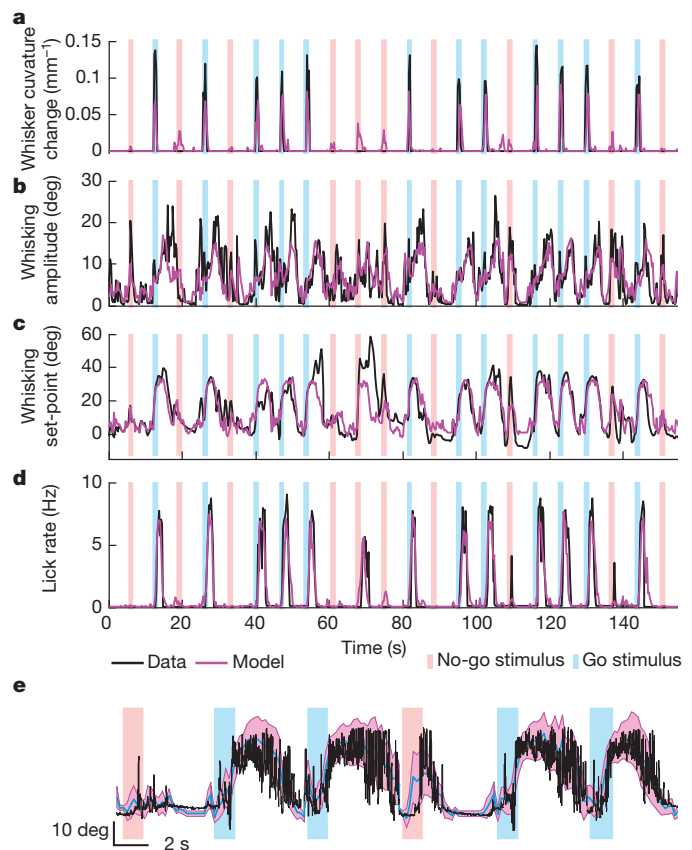 a
Whisker cuvature
change (mm⁻¹)
0.15
0.1
0.05
0
b
Whisking
amplitude (deg)
30
20
10
0
c
Whisking
set-point (deg)
60
40
20
0
d
Lick rate (Hz)
10
5
0
0 20 40 60 80 100 120 140
Time (s)
Data Model No-go stimulus Go stimulus
e
10 deg
2 s